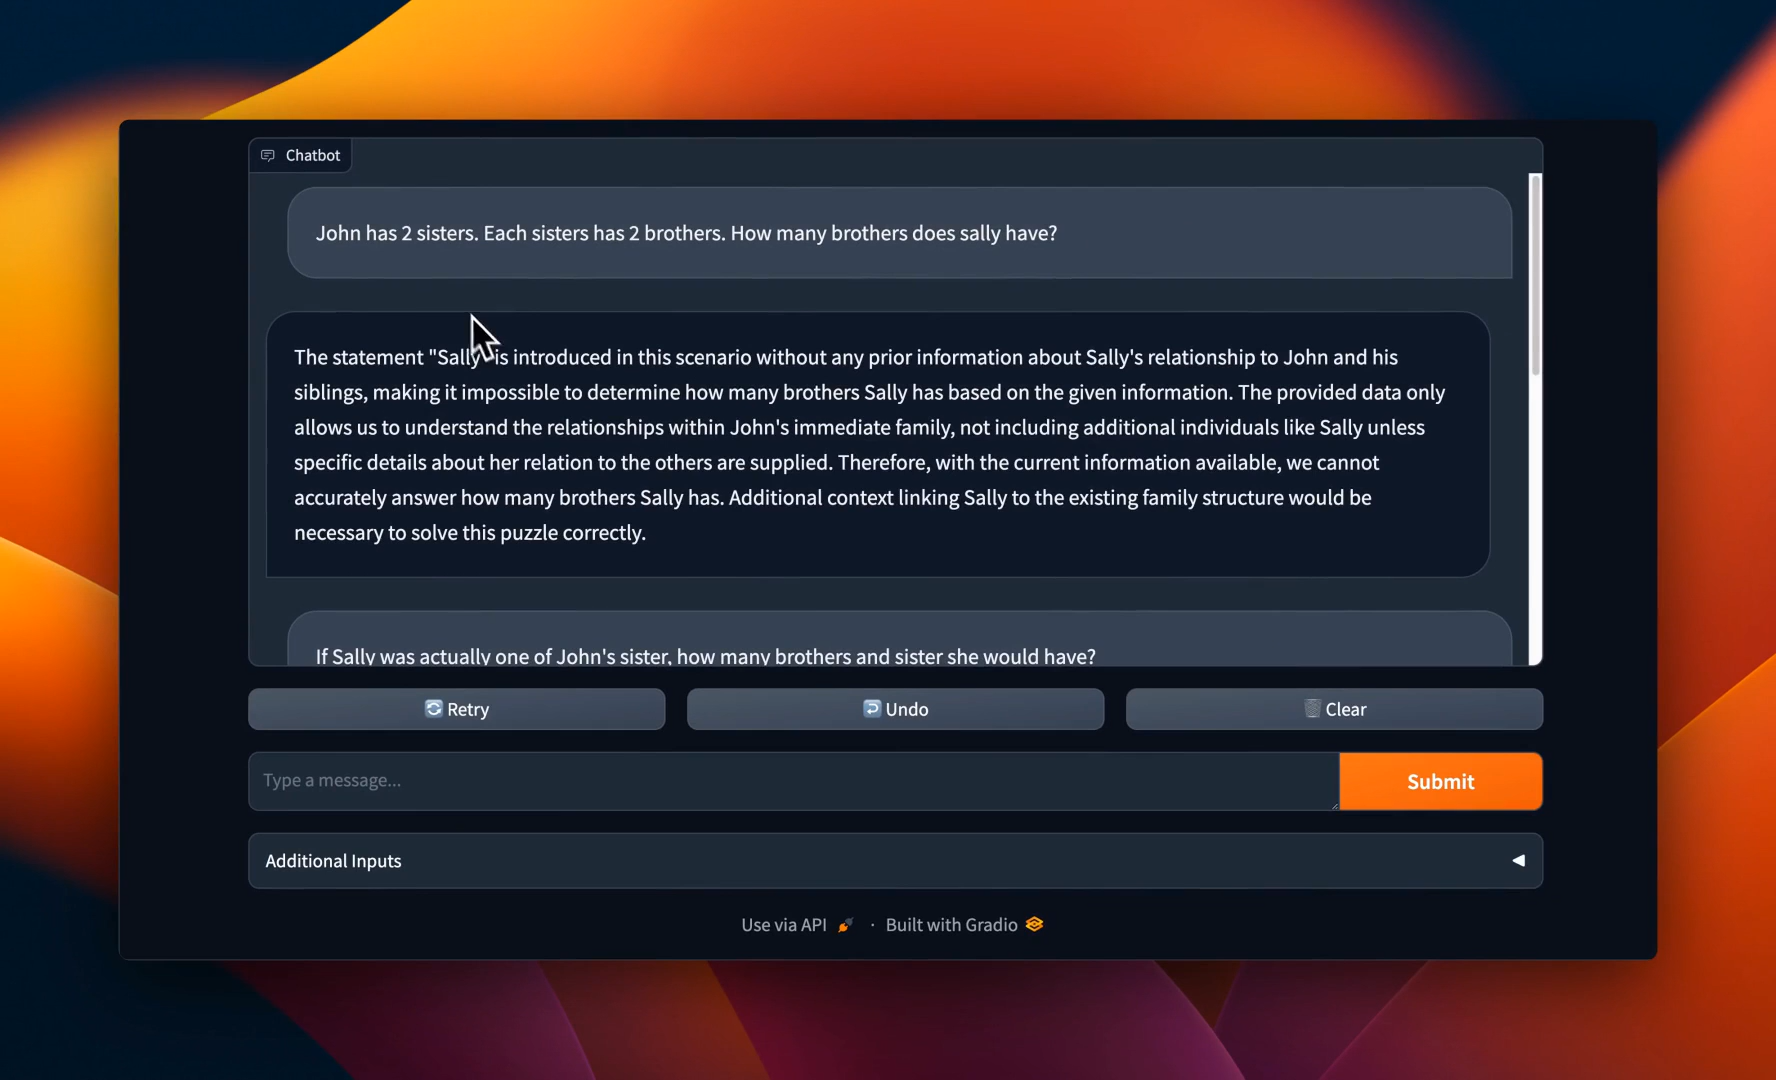 Chatbot
John has 2 sisters. Each sisters has 2 brothers. How many brothers does sally have?
The statement "Sally" is introduced in this scenario without any prior information about Sally's relationship to John and his
siblings, making it impossible to determine how many brothers Sally has based on the given information. The provided data only
allows us to understand the relationships within John's immediate family, not including additional individuals like Sally unless
specific details about her relation to the others are supplied. Therefore, with the current information available, we cannot
accurately answer how many brothers Sally has. Additional context linking Sally to the existing family structure would be
necessary to solve this puzzle correctly.
If Sally was actually one of John's sister, how many brothers and sister she would have?
Retry
Undo
Clear
Type a message...
Submit
Additional Inputs
Use via API · Built with Gradio